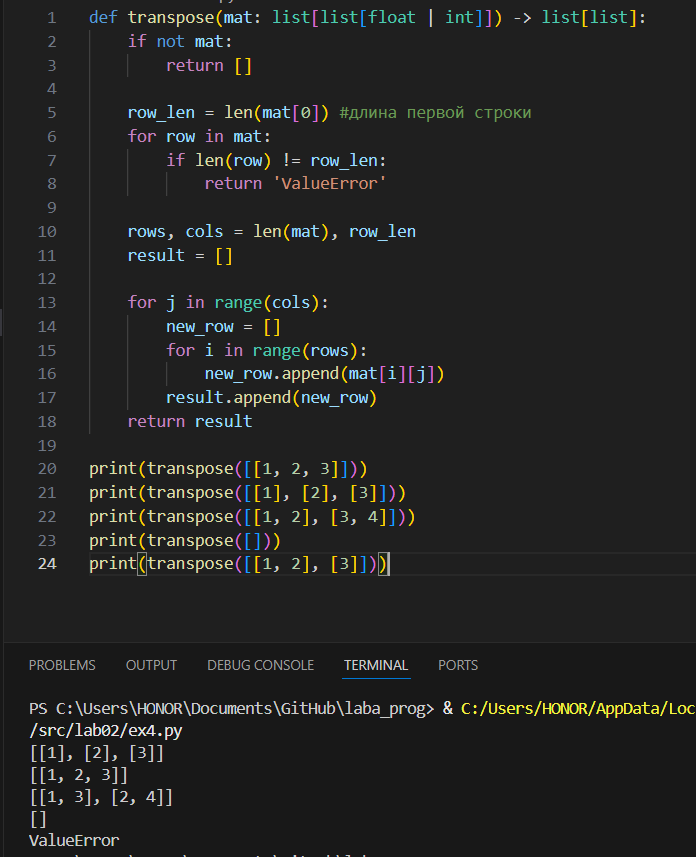 1 def transpose(mat: list[list[float | int]]) -> list[list]:
2     if not mat:
3         return []
4
5     row_len = len(mat[0]) #длина первой строки
6     for row in mat:
7         if len(row) != row_len:
8             return 'ValueError'
9
10     rows, cols = len(mat), row_len
11     result = []
12
13     for j in range(cols):
14         new_row = []
15         for i in range(rows):
16             new_row.append(mat[i][j])
17         result.append(new_row)
18     return result
19
20 print(transpose([[1, 2, 3]]))
21 print(transpose([[1], [2], [3]]))
22 print(transpose([[1, 2], [3, 4]]))
23 print(transpose([]))
24 print(transpose([[1, 2], [3]]))
PROBLEMS OUTPUT DEBUG CONSOLE TERMINAL PORTS
PS C:\Users\HONOR\Documents\GitHub\laba_prog> & C:/Users/HONOR/AppData/Loc
/src/lab02/ex4.py
[[1], [2], [3]]
[[1, 2, 3]]
[[1, 3], [2, 4]]
[]
ValueError